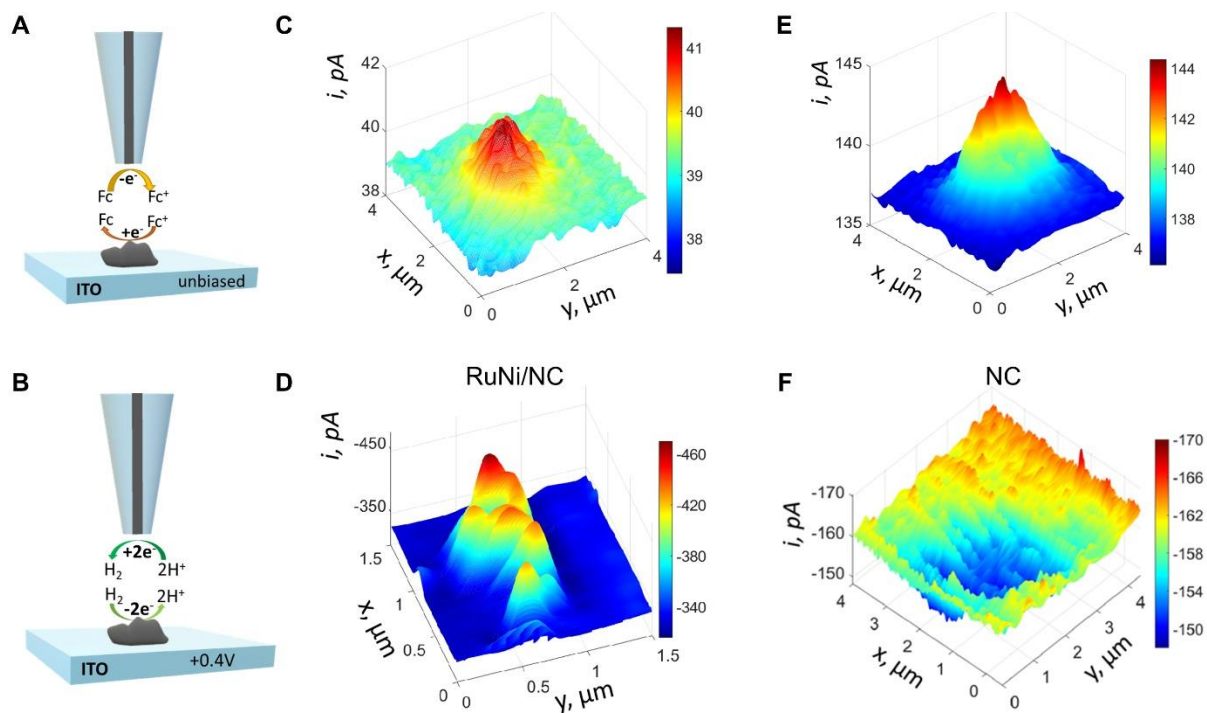 A
-e-
Fc Fc+
Fc Fc+
+e-
ITO unbiased
C
i, pA
42
40
38
4
2
0
x, μm
0
2
4
y, μm
41
40
39
38
E
i, pA
145
140
135
4
2
0
x, μm
0
2
4
y, μm
144
142
140
138
B
+2e-
H2 2H+
H2 2H+
-2e-
ITO +0.4V
D
RuNi/NC
i, pA
-450
-350
1.5
1
0.5
0
x, μm
0
0.5
1
1.5
y, μm
-460
-420
-380
-340
F
NC
i, pA
-170
-160
-150
4
3
2
1
0
x, μm
0
1
2
3
4
y, μm
-170
-166
-162
-158
-154
-150